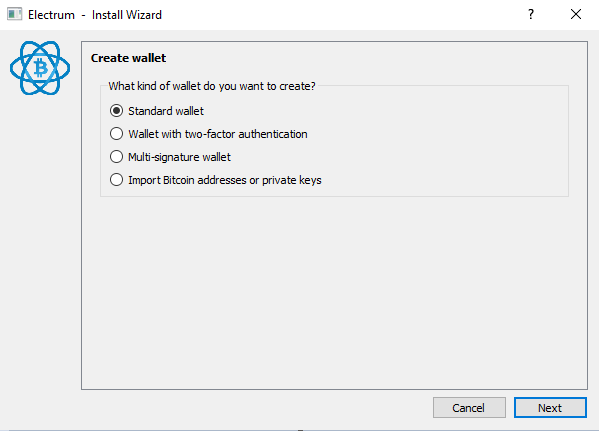 Electrum - Install Wizard
?
Create wallet
What kind of wallet do you want to create?
Standard wallet
Wallet with two-factor authentication
Multi-signature wallet
Import Bitcoin addresses or private keys
Cancel
Next